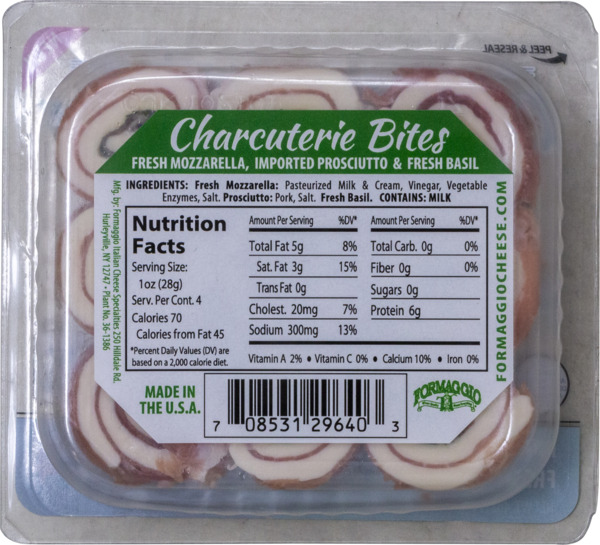 PEEL & RESEAL
Charcuterie Bites
FRESH MOZZARELLA, IMPORTED PROSCIUTTO & FRESH BASIL
INGREDIENTS: Fresh Mozzarella: Pasteurized Milk & Cream, Vinegar, Vegetable
Enzymes, Salt. Prosciutto: Pork, Salt. Fresh Basil. CONTAINS: MILK
Mfg. by: Formaggio Italian Cheese Specialties 250 Hilldale Rd.
Hurleyville, NY 12747 • Plant No. 36-1386
Nutrition
Facts
Serving Size:
1oz (28g)
Serv. Per Cont. 4
Calories 70
Calories from Fat 45
*Percent Daily Values (DV) are
based on a 2,000 calorie diet.
Amount Per Serving %DV*
Total Fat 5g 8%
Sat. Fat 3g 15%
Trans Fat 0g
Cholest. 20mg 7%
Sodium 300mg 13%
Amount Per Serving %DV*
Total Carb. 0g 0%
Fiber 0g 0%
Sugars 0g
Protein 6g
Vitamin A 2% • Vitamin C 0% • Calcium 10% • Iron 0%
FORMAGGIOCHEESE.COM
MADE IN
THE U.S.A.
7 08531 29640 3
FORMAGGIO